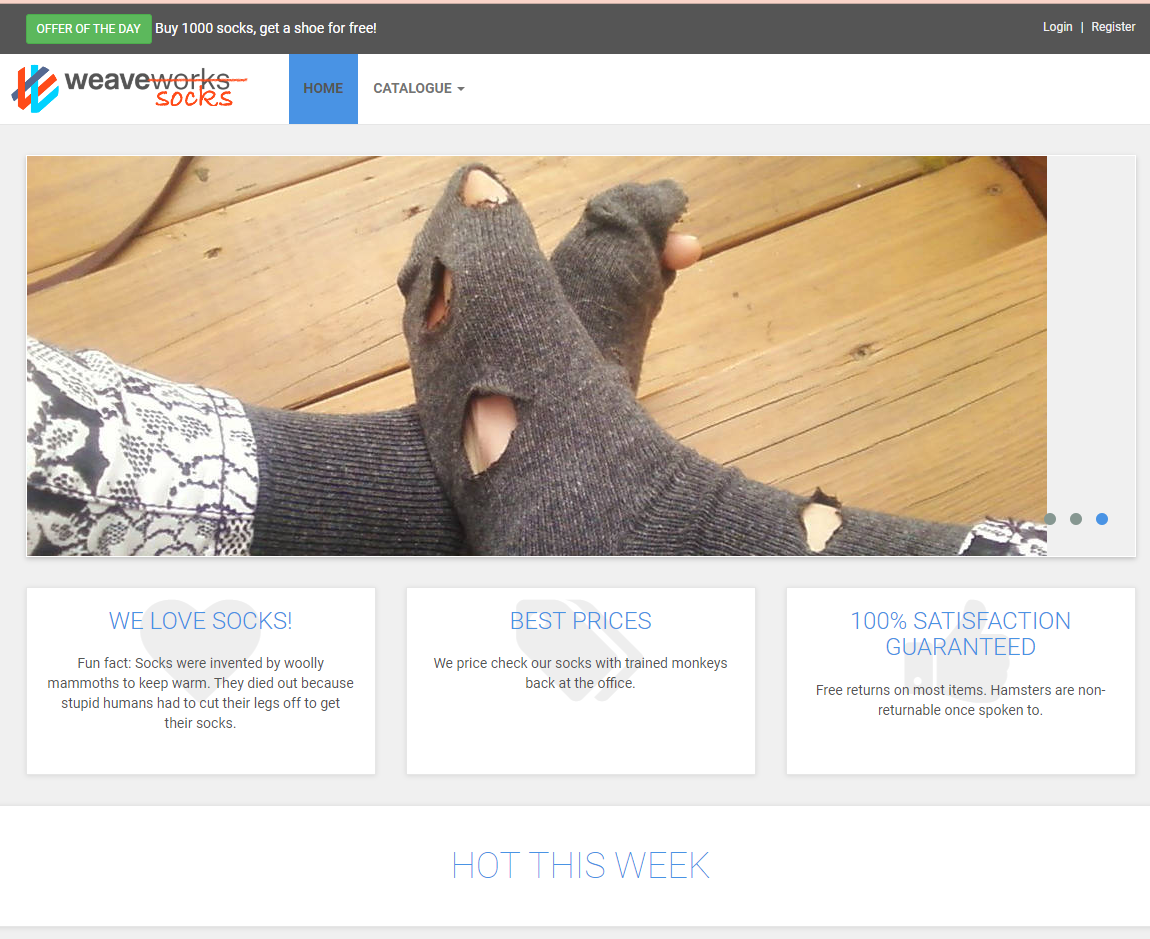 OFFER OF THE DAY Buy 1000 socks, get a shoe for free!
Login | Register
weaveworks
socks
HOME
CATALOGUE
WE LOVE SOCKS!
Fun fact: Socks were invented by woolly
mammoths to keep warm. They died out because
stupid humans had to cut their legs off to get
their socks.
BEST PRICES
We price check our socks with trained monkeys
back at the office.
100% SATISFACTION
GUARANTEED
Free returns on most items. Hamsters are non-
returnable once spoken to.
HOT THIS WEEK